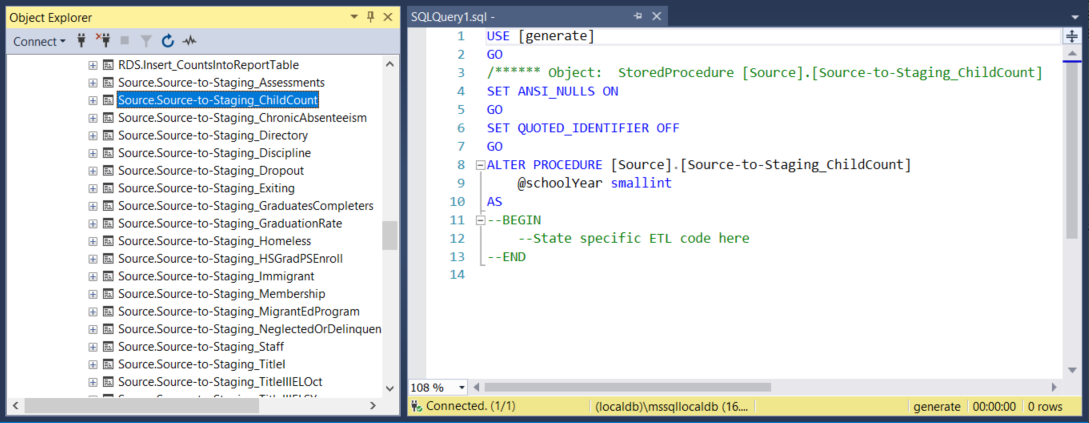 Object Explorer
Connect
RDS.Insert_CountsIntoReportTable
Source.Source-to-Staging_Assessments
Source.Source-to-Staging_ChildCount
Source.Source-to-Staging_ChronicAbsenteeism
Source.Source-to-Staging_Directory
Source.Source-to-Staging_Discipline
Source.Source-to-Staging_Dropout
Source.Source-to-Staging_Exiting
Source.Source-to-Staging_GraduatesCompleters
Source.Source-to-Staging_GraduationRate
Source.Source-to-Staging_Homeless
Source.Source-to-Staging_HSGradPSEnroll
Source.Source-to-Staging_Immigrant
Source.Source-to-Staging_Membership
Source.Source-to-Staging_MigrantEdProgram
Source.Source-to-Staging_NeglectedOrDelinquen
Source.Source-to-Staging_Staff
Source.Source-to-Staging_TitleI
Source.Source-to-Staging_TitleIIIELOct
SQLQuery1.sql -
1 USE [generate]
2 GO
3 /****** Object:  StoredProcedure [Source].[Source-to-Staging_ChildCount]
4 SET ANSI_NULLS ON
5 GO
6 SET QUOTED_IDENTIFIER OFF
7 GO
8 ALTER PROCEDURE [Source].[Source-to-Staging_ChildCount]
9 @schoolYear smallint
10 AS
11 --BEGIN
12 --State specific ETL code here
13 --END
14
108 %
Connected. (1/1) (localdb)\mssqllocaldb (16.... generate 00:00:00 0 rows